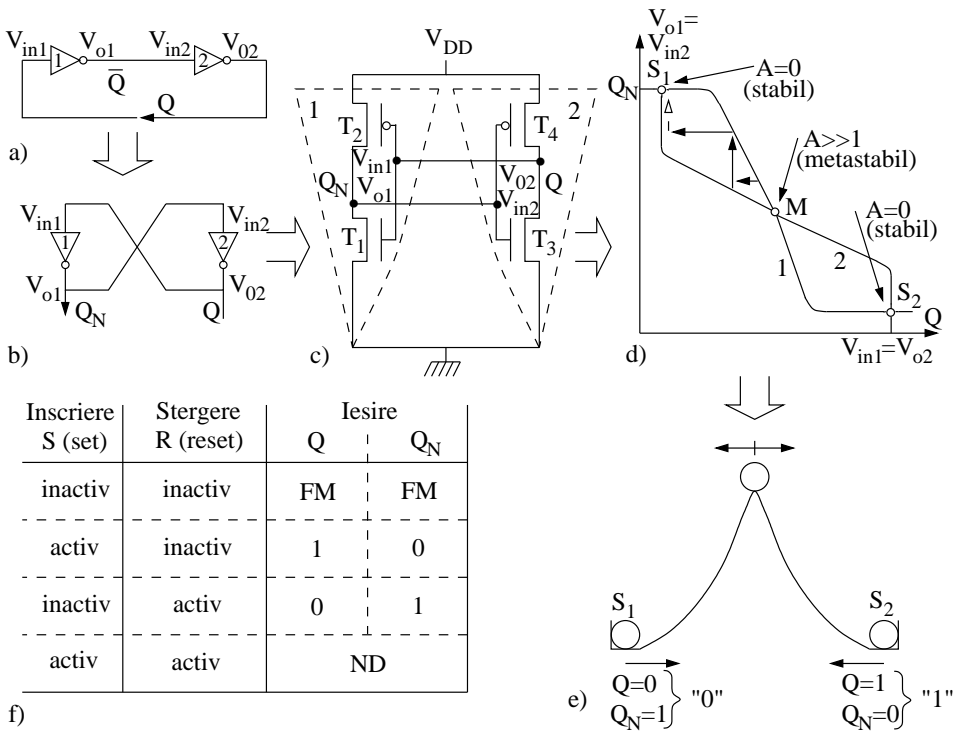 V_in1 1 V_o1 V_in2 2 V_02
Q̅
Q
a)
V_in1 1 V_in2 2
V_o1 V_02
Q_N Q
b)
V_DD
1 2
T_2 T_4
V_in1
Q_N V_o1 V_02 Q
V_in2
T_1 T_3
c)
V_o1=
V_in2
S_1 A=0
(stabil)
Q_N
A>>1
(metastabil)
M
A=0
(stabil)
1 2
S_2
Q
V_in1=V_o2
d)
Inscriere Stergere Iesire
S (set) R (reset) Q Q_N
inactiv inactiv FM FM
activ inactiv 1 0
inactiv activ 0 1
activ activ ND
f)
S_1 S_2
Q=0 "0" Q=1 "1"
Q_N=1 Q_N=0
e)